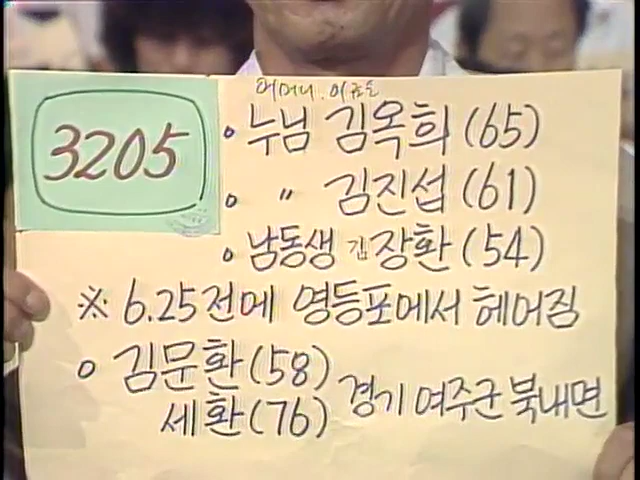 3205
어머니. 이금순
• 누님 김옥희 (65)
• 〃 김진섭 (61)
• 남동생 김장환 (54)
※ 6.25전에 영등포에서 헤어짐
○ 김문환(58)
세환(76) 경기 여주군 북내면